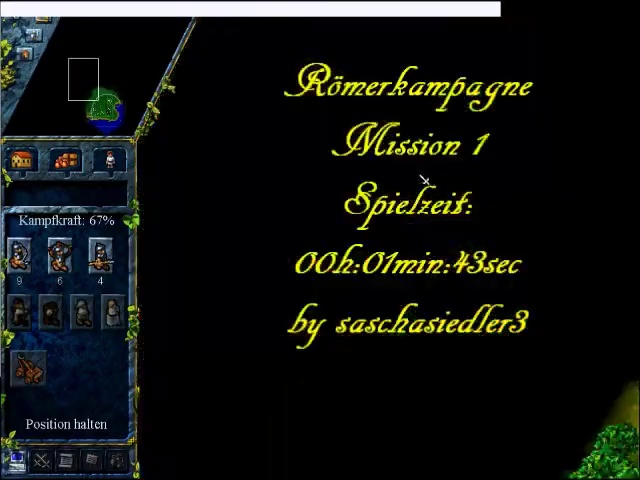 Römerkampagne
Mission 1
Spielzeit:
00h:01min:43sec
by saschasiedler3
Kampfkraft: 67%
9 6 4
Position halten